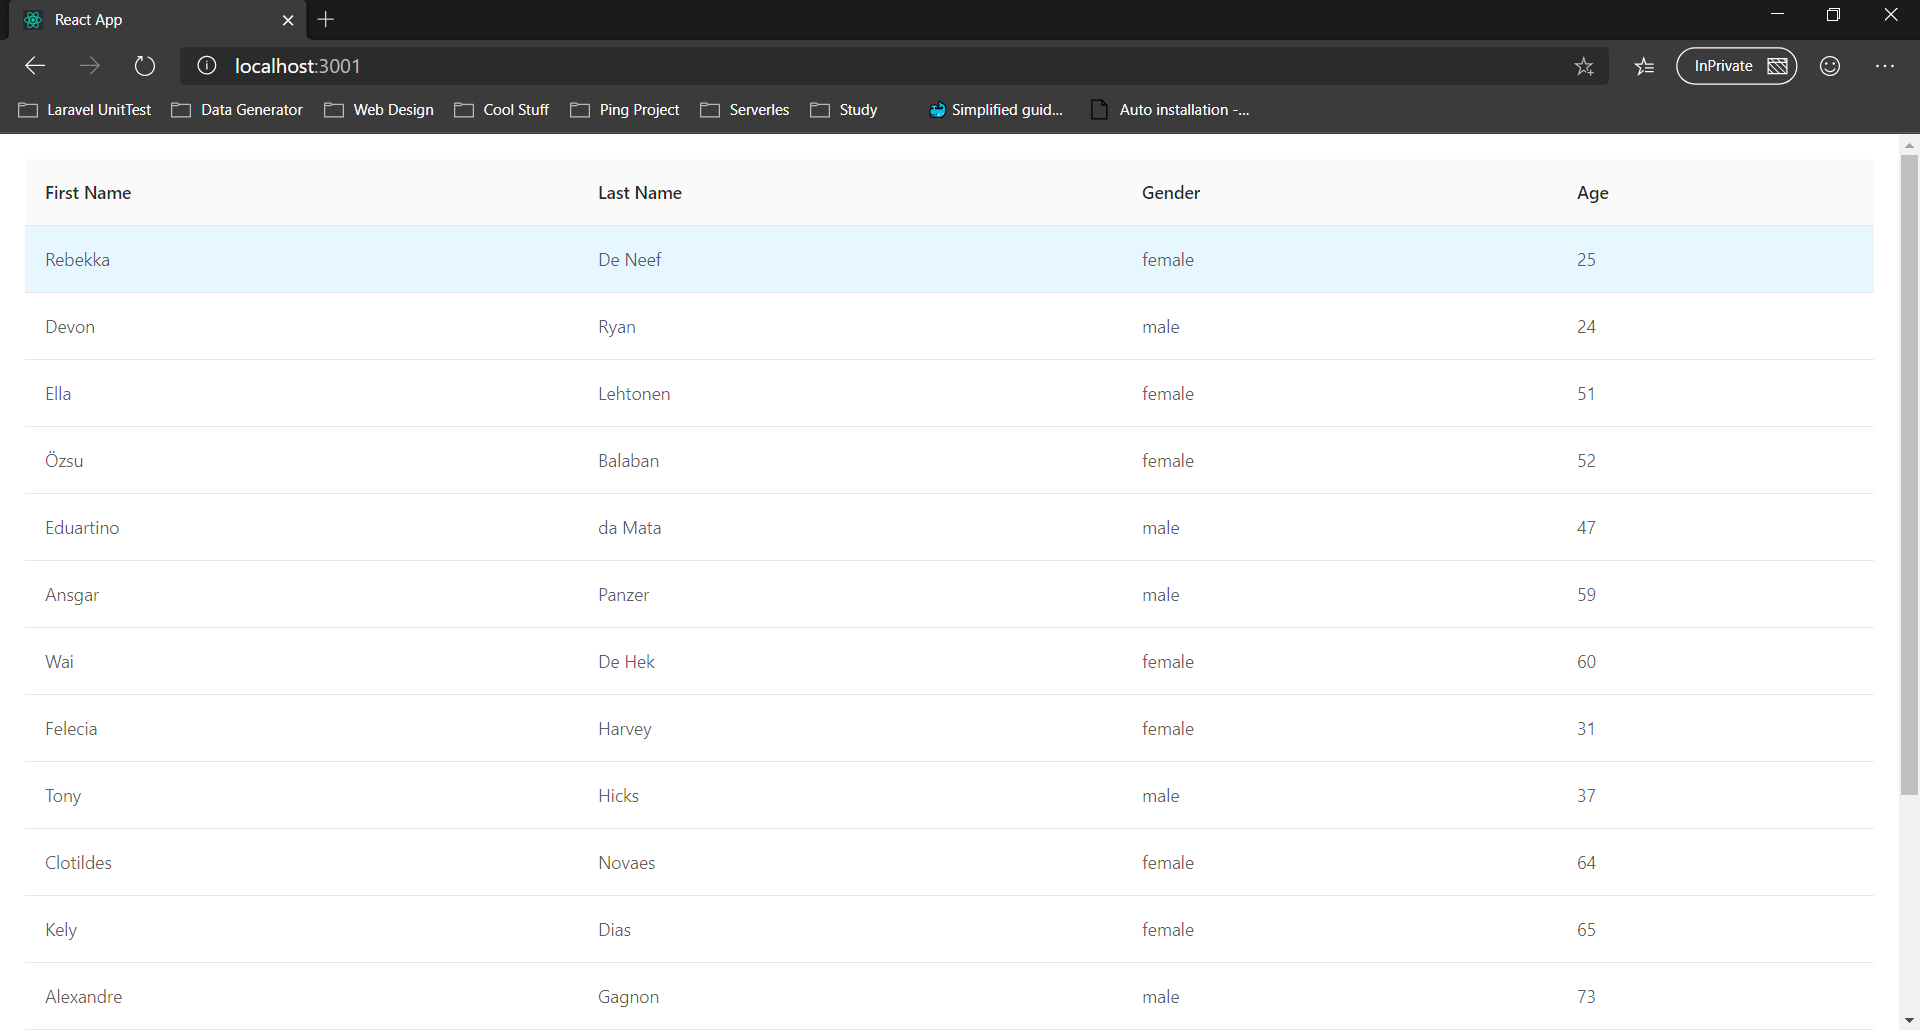 React App
localhost:3001
InPrivate
Laravel UnitTest Data Generator Web Design Cool Stuff Ping Project Serverles Study Simplified guid... Auto installation -...
First Name Last Name Gender Age
Rebekka De Neef female 25
Devon Ryan male 24
Ella Lehtonen female 51
Özsu Balaban female 52
Eduartino da Mata male 47
Ansgar Panzer male 59
Wai De Hek female 60
Felecia Harvey female 31
Tony Hicks male 37
Clotildes Novaes female 64
Kely Dias female 65
Alexandre Gagnon male 73